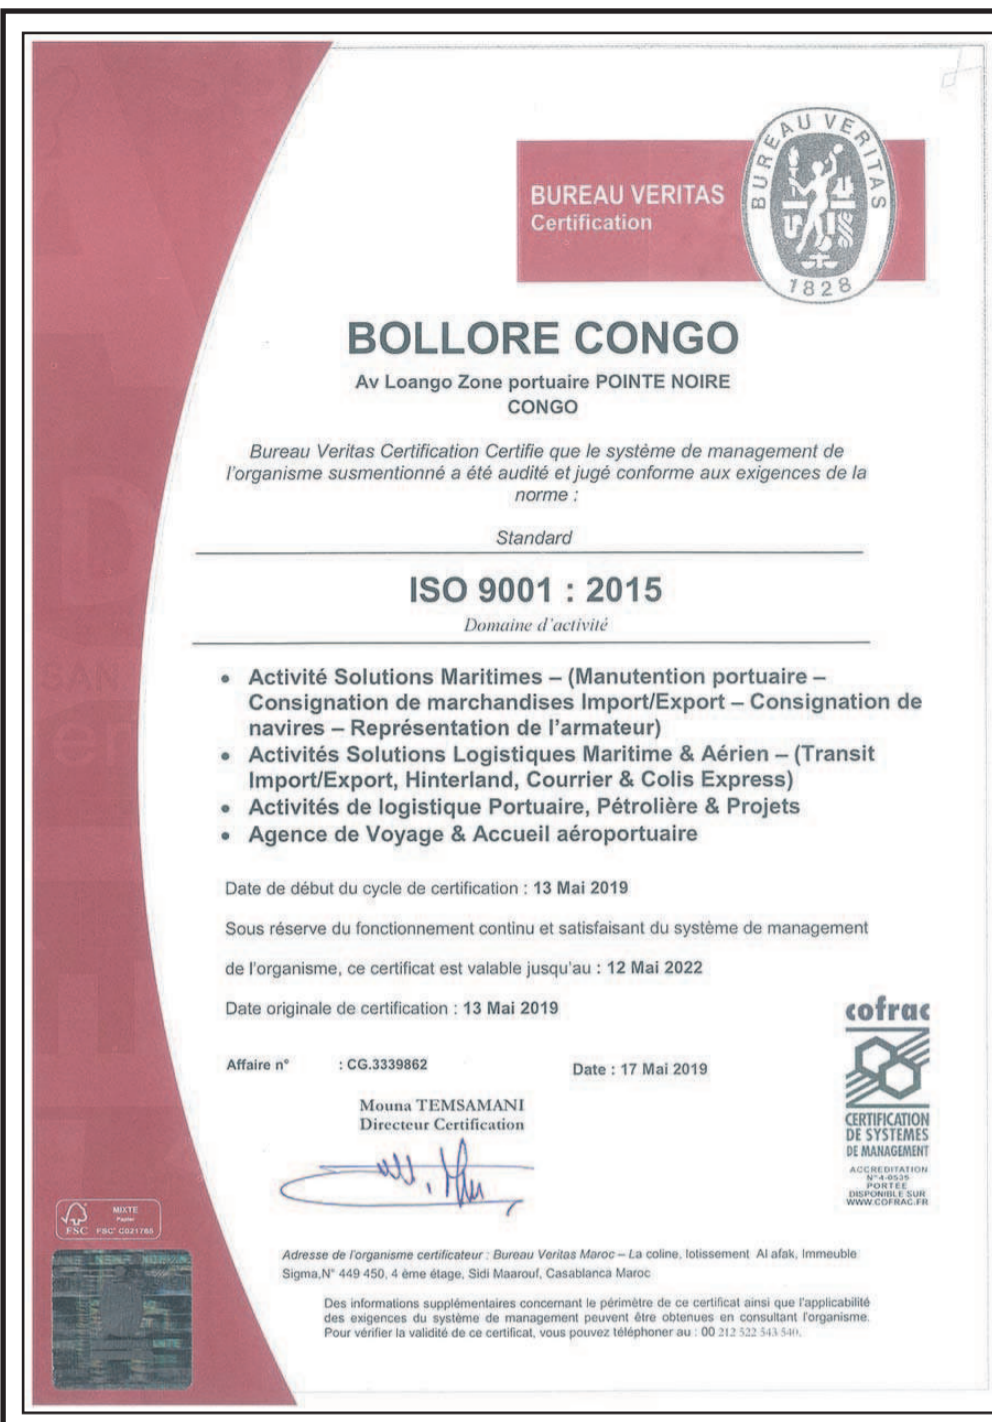 BUREAU VERITAS
Certification
BUREAU VERITAS
1828
BOLLORE CONGO
Av Loango Zone portuaire POINTE NOIRE
CONGO
Bureau Veritas Certification Certifie que le système de management de
l'organisme susmentionné a été audité et jugé conforme aux exigences de la
norme :
Standard
ISO 9001 : 2015
Domaine d'activité
• Activité Solutions Maritimes – (Manutention portuaire –
Consignation de marchandises Import/Export – Consignation de
navires – Représentation de l'armateur)
• Activités Solutions Logistiques Maritime & Aérien – (Transit
Import/Export, Hinterland, Courrier & Colis Express)
• Activités de logistique Portuaire, Pétrolière & Projets
• Agence de Voyage & Accueil aéroportuaire
Date de début du cycle de certification : 13 Mai 2019
Sous réserve du fonctionnement continu et satisfaisant du système de management
de l'organisme, ce certificat est valable jusqu'au : 12 Mai 2022
Date originale de certification : 13 Mai 2019
Affaire n° : CG.3339862 Date : 17 Mai 2019
Mouna TEMSAMANI
Directeur Certification
cofrac
CERTIFICATION
DE SYSTEMES
DE MANAGEMENT
ACCREDITATION
N°4-0535
PORTEE
DISPONIBLE SUR
WWW.COFRAC.FR
MIXTE
Papier
FSC FSC® C021765
Adresse de l'organisme certificateur : Bureau Veritas Maroc – La coline, lotissement Al afak, Immeuble
Sigma,N° 449 450, 4 ème étage, Sidi Maarouf, Casablanca Maroc
Des informations supplémentaires concernant le périmètre de ce certificat ainsi que l'applicabilité
des exigences du système de management peuvent être obtenues en consultant l'organisme.
Pour vérifier la validité de ce certificat, vous pouvez téléphoner au : 00 212 522 543 540.